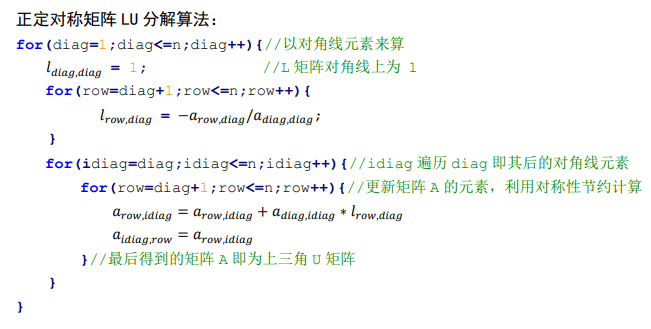 正定对称矩阵 LU 分解算法：
for(diag=1;diag<=n;diag++){//以对角线元素来算
l_{diag,diag} = 1; //L 矩阵对角线上为 1
for(row=diag+1;row<=n;row++){
l_{row,diag} = −a_{row,diag}/a_{diag,diag};
}
for(idiag=diag;idiag<=n;idiag++){//idiag 遍历 diag 即其后的对角线元素
for(row=diag+1;row<=n;row++){//更新矩阵 A 的元素，利用对称性节约计算
a_{row,idiag} = a_{row,idiag} + a_{diag,idiag} * l_{row,diag}
a_{idiag,row} = a_{row,idiag}
}//最后得到的矩阵 A 即为上三角 U 矩阵
}
}